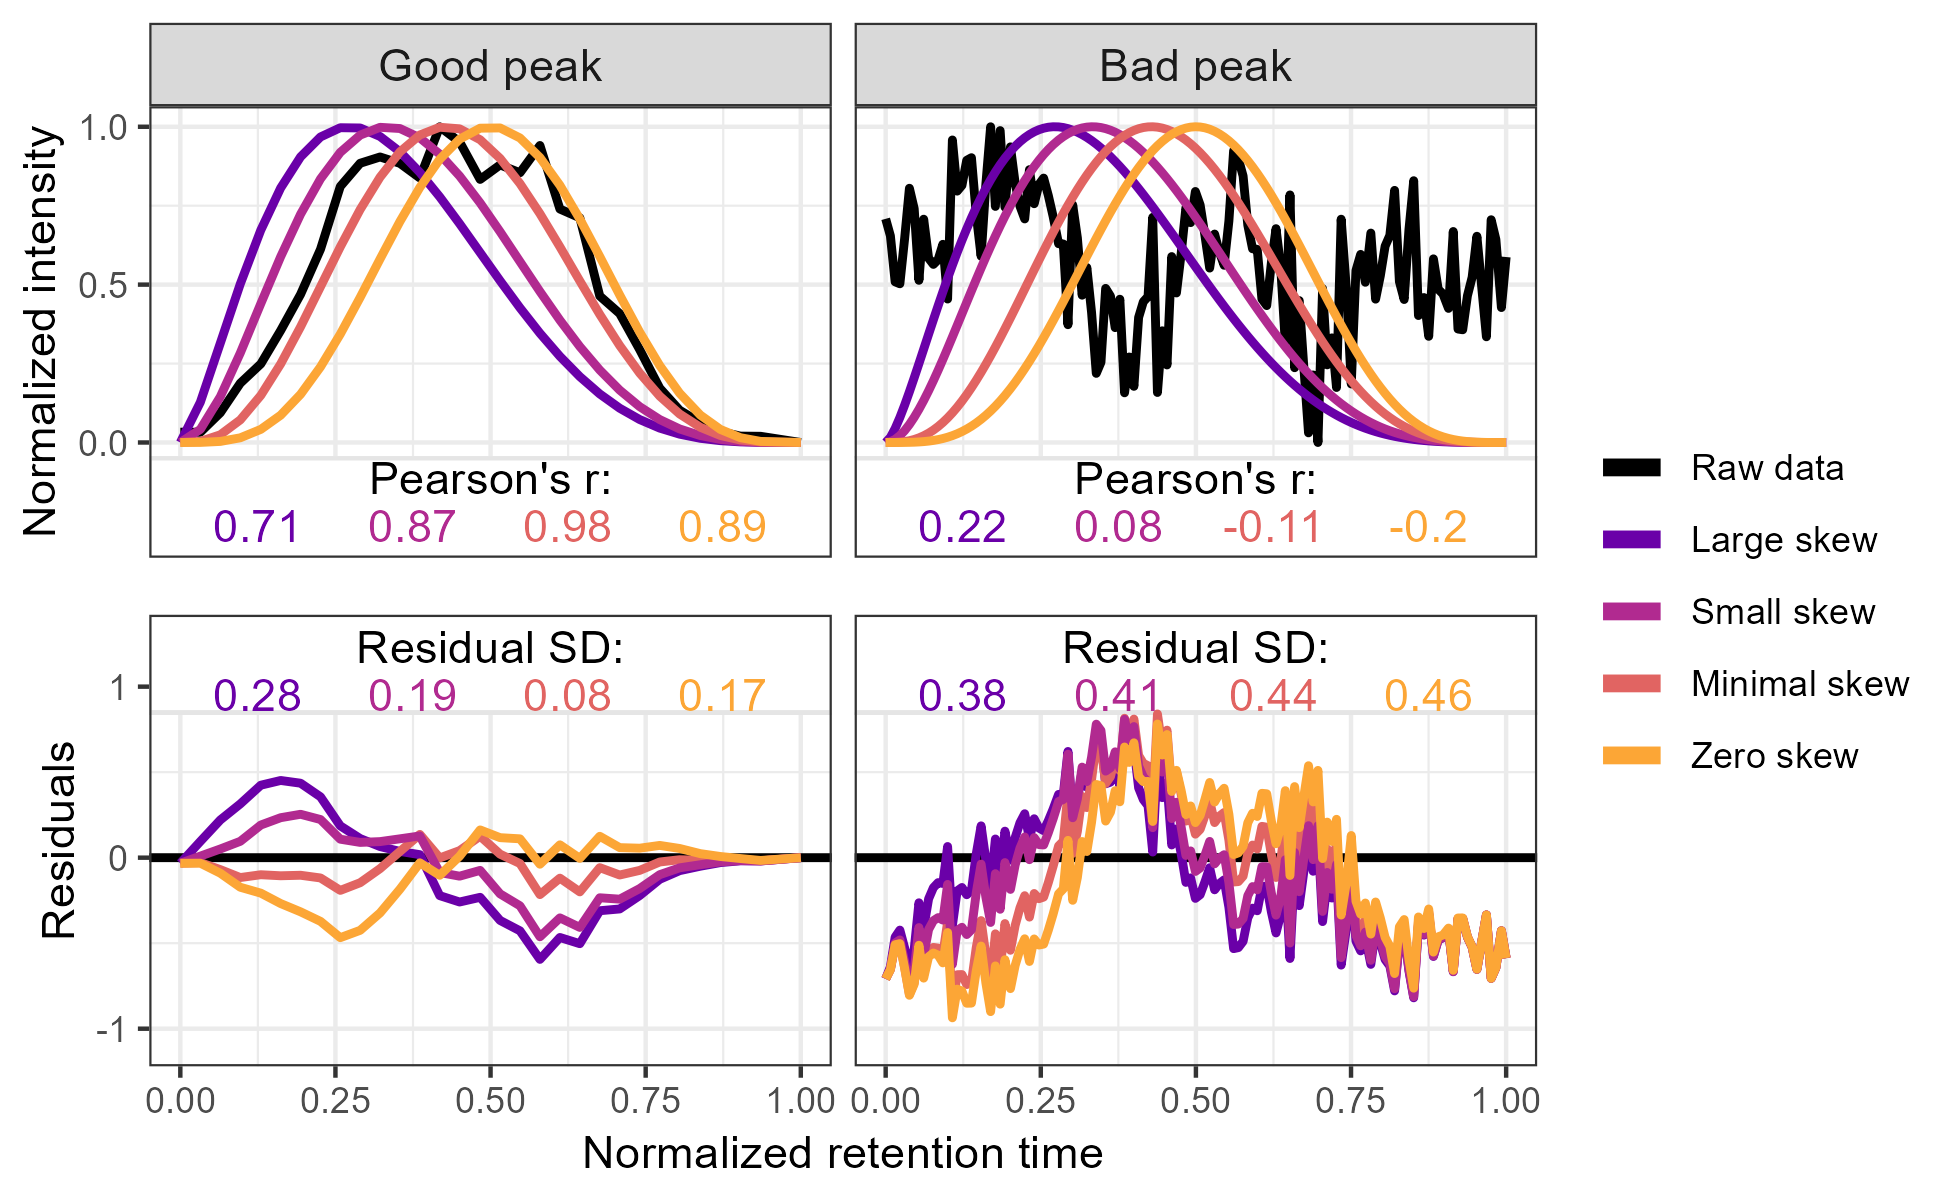 Good peak
Bad peak
Normalized intensity
1.0
0.5
0.0
Pearson's r:
0.71 0.87 0.98 0.89
Pearson's r:
0.22 0.08 -0.11 -0.2
Residuals
1
0
-1
Residual SD:
0.28 0.19 0.08 0.17
Residual SD:
0.38 0.41 0.44 0.46
0.00 0.25 0.50 0.75 1.00
0.00 0.25 0.50 0.75 1.00
Normalized retention time
Raw data
Large skew
Small skew
Minimal skew
Zero skew